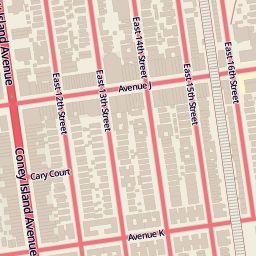 Island Avenue
East 14th Street
East 16th Street
East 12th Street
East 13th Street
Avenue J
East 15th Street
Coney Island Avenue
Cary Court
Avenue K